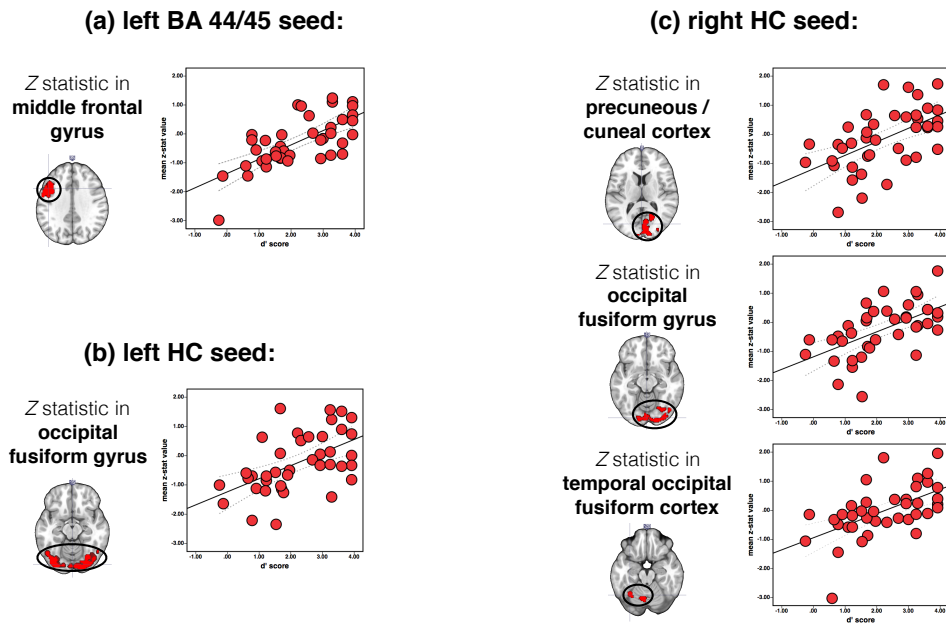 (a) left BA 44/45 seed:
Z statistic in
middle frontal
gyrus
mean z-stat value
2.00
1.00
.00
-1.00
-2.00
-3.00
-1.00 .00 1.00 2.00 3.00 4.00
d' score
(b) left HC seed:
Z statistic in
occipital
fusiform gyrus
mean z-stat value
2.00
1.00
.00
-1.00
-2.00
-3.00
-1.00 .00 1.00 2.00 3.00 4.00
d' score
(c) right HC seed:
Z statistic in
precuneous /
cuneal cortex
mean z-stat value
2.00
1.00
.00
-1.00
-2.00
-3.00
-1.00 .00 1.00 2.00 3.00 4.00
d' score
Z statistic in
occipital
fusiform gyrus
mean z-stat value
2.00
1.00
.00
-1.00
-2.00
-3.00
-1.00 .00 1.00 2.00 3.00 4.00
d' score
Z statistic in
temporal occipital
fusiform cortex
mean z-stat value
2.00
1.00
.00
-1.00
-2.00
-3.00
-1.00 .00 1.00 2.00 3.00 4.00
d' score